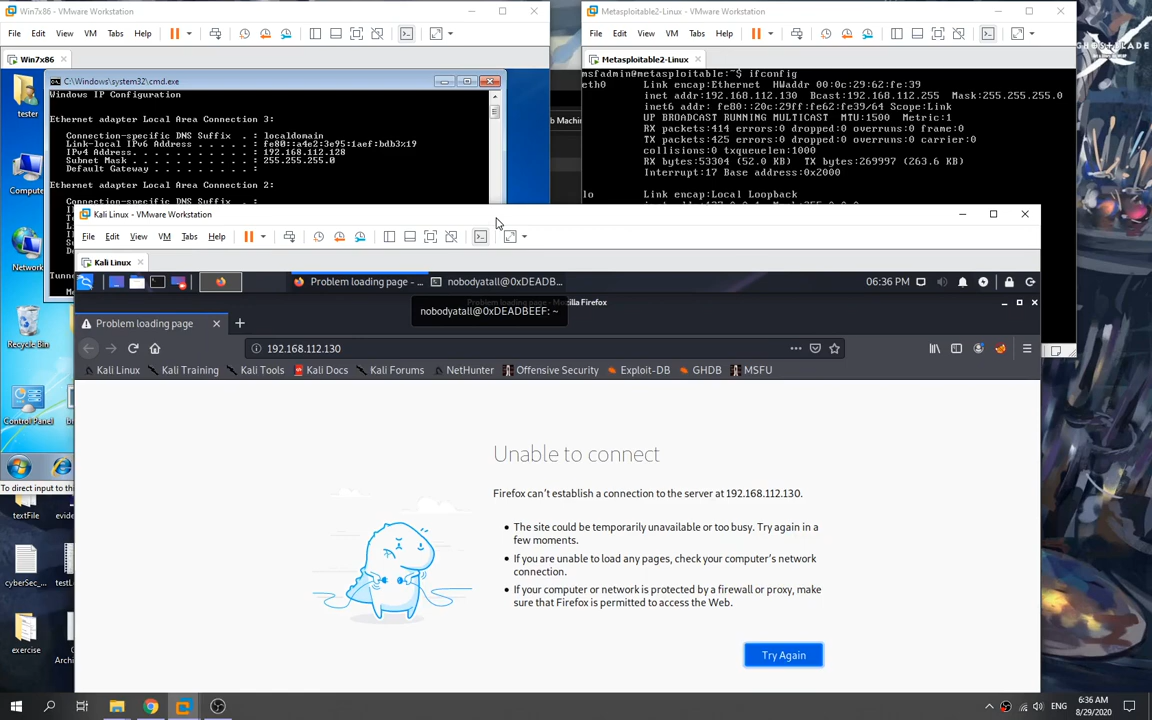 Win7x86 - VMware Workstation
File Edit View VM Tabs Help
Win7x86
C:\Windows\system32\cmd.exe
Windows IP Configuration
Ethernet adapter Local Area Connection 3:
Connection-specific DNS Suffix . : localdomain
Link-local IPv6 Address . . . . . : fe80::a4e2:3e95:1aef:bdb3%19
IPv4 Address. . . . . . . . . . . : 192.168.112.128
Subnet Mask . . . . . . . . . . . : 255.255.255.0
Default Gateway . . . . . . . . . :
Ethernet adapter Local Area Connection 2:
Connection-specific DNS Suffix . :
tester
Network
Recycle Bin
Control Panel
To direct input to thi
textFile
evide
cyberSec_...
testL
exercise
Archi
Metasploitable2-Linux - VMware Workstation
File Edit View VM Tabs Help
Metasploitable2-Linux
msfadmin@metasploitable:~$ ifconfig
eth0 Link encap:Ethernet HWaddr 00:0c:29:62:fe:39
inet addr:192.168.112.130 Bcast:192.168.112.255 Mask:255.255.255.0
inet6 addr: fe80::20c:29ff:fe62:fe39/64 Scope:Link
UP BROADCAST RUNNING MULTICAST MTU:1500 Metric:1
RX packets:414 errors:0 dropped:0 overruns:0 frame:0
TX packets:425 errors:0 dropped:0 overruns:0 carrier:0
collisions:0 txqueuelen:1000
RX bytes:53304 (52.0 KB) TX bytes:269997 (263.6 KB)
Interrupt:17 Base address:0x2000
lo Link encap:Local Loopback
Kali Linux - VMware Workstation
File Edit View VM Tabs Help
Kali Linux
Problem loading page - ... nobodyatall@0xDEADB... 06:36 PM
Problem loading page - Mozilla Firefox
nobodyatall@0xDEADBEEF: ~
Problem loading page
192.168.112.130
Kali Linux Kali Training Kali Tools Kali Docs Kali Forums NetHunter Offensive Security Exploit-DB GHDB MSFU
Unable to connect
Firefox can't establish a connection to the server at 192.168.112.130.
The site could be temporarily unavailable or too busy. Try again in a
few moments.
If you are unable to load any pages, check your computer's network
connection.
If your computer or network is protected by a firewall or proxy, make
sure that Firefox is permitted to access the Web.
Try Again
ENG
6:36 AM
8/29/2020